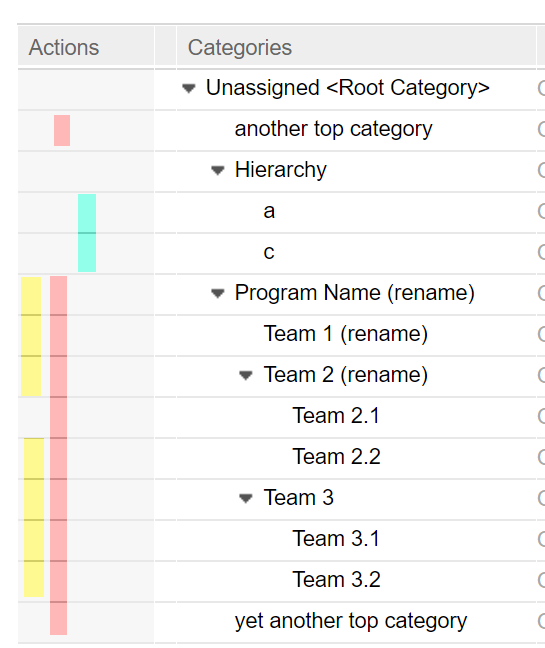 Actions Categories
Unassigned <Root Category>
another top category
Hierarchy
a
c
Program Name (rename)
Team 1 (rename)
Team 2 (rename)
Team 2.1
Team 2.2
Team 3
Team 3.1
Team 3.2
yet another top category